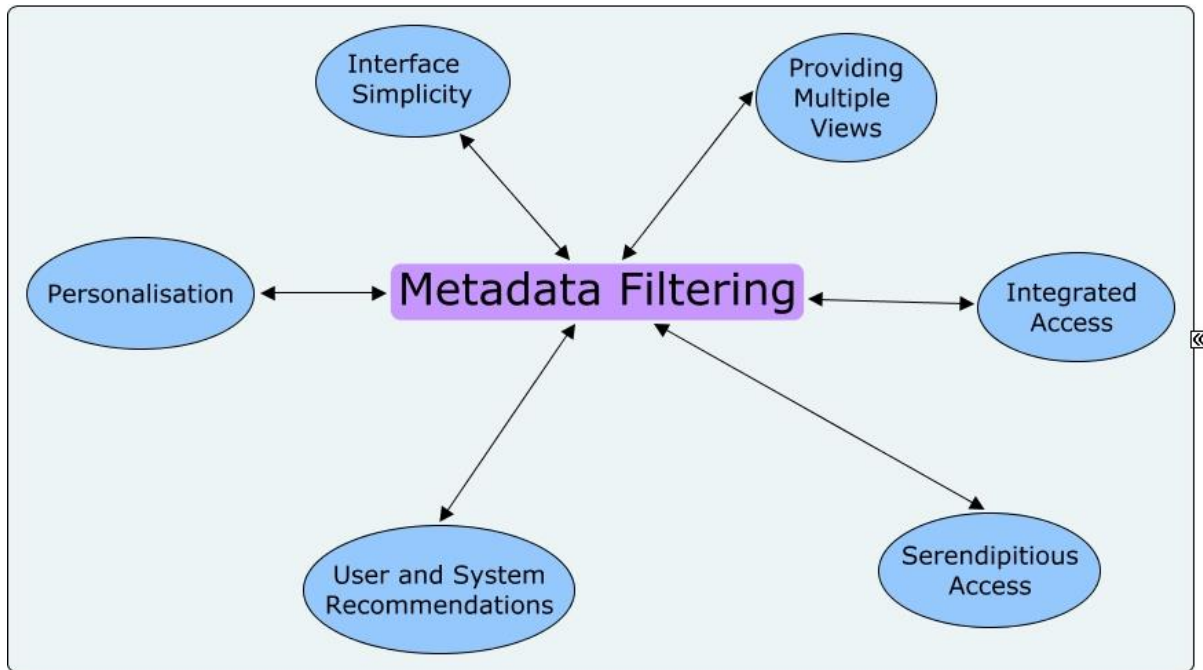 Interface
Simplicity
Providing
Multiple
Views
Personalisation
Metadata Filtering
Integrated
Access
User and System
Recommendations
Serendipitious
Access